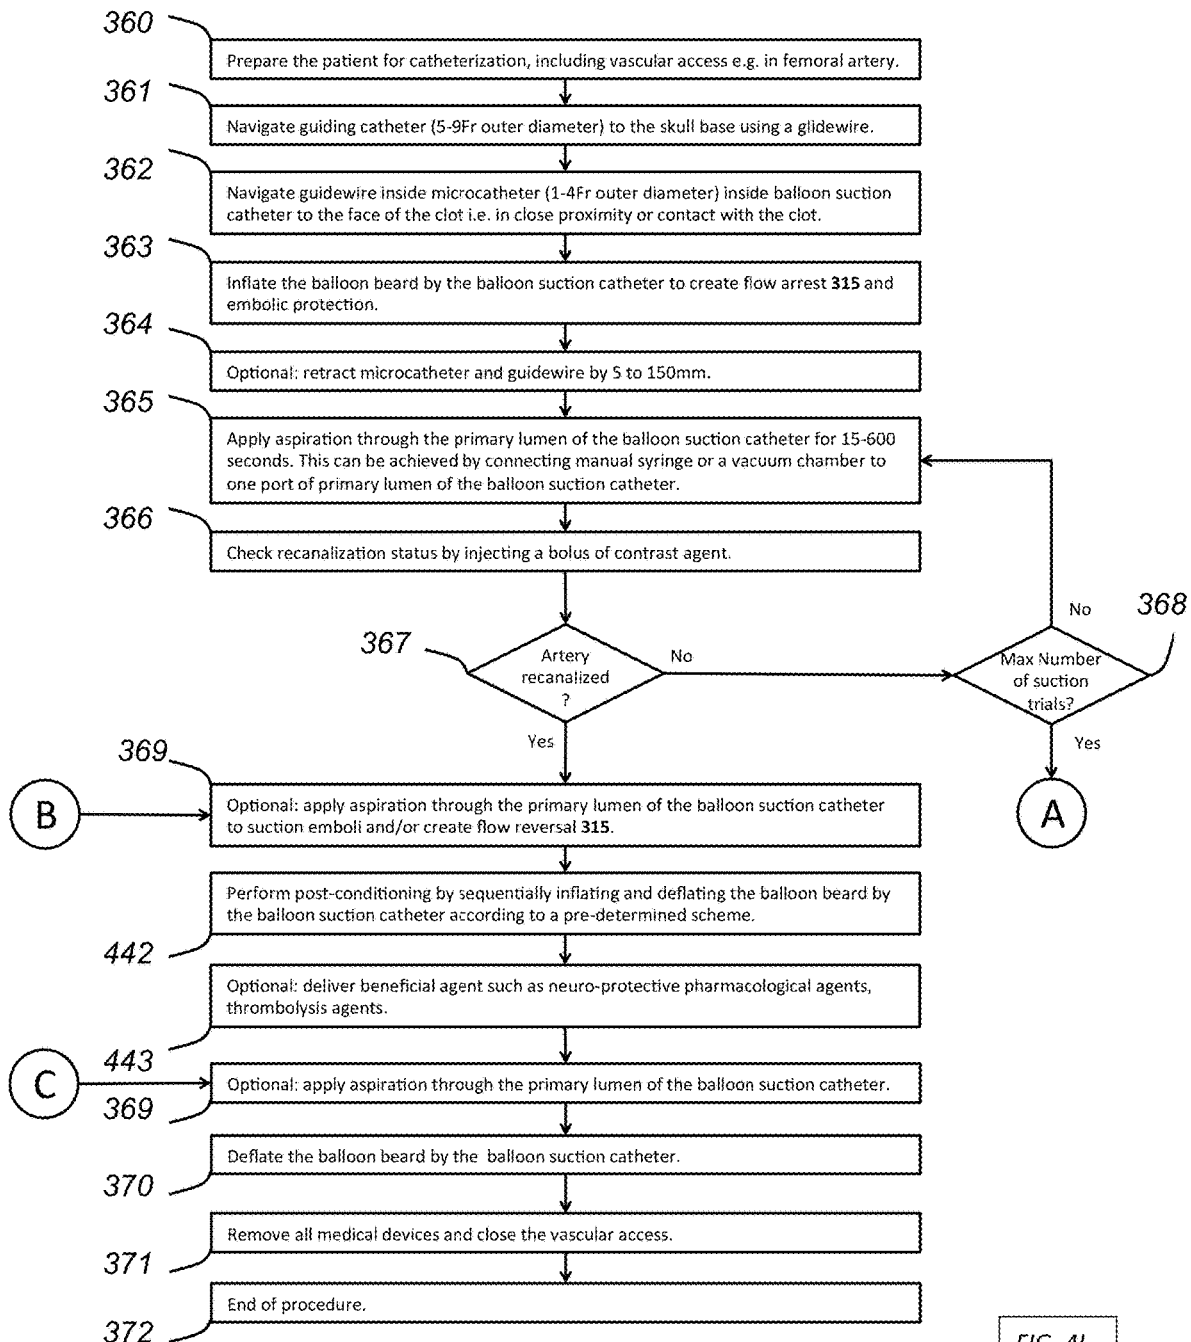 360
Prepare the patient for catheterization, including vascular access e.g. in femoral artery.
361
Navigate guiding catheter (5-9Fr outer diameter) to the skull base using a glidewire.
362
Navigate guidewire inside microcatheter (1-4Fr outer diameter) inside balloon suction
catheter to the face of the clot i.e. in close proximity or contact with the clot.
363
Inflate the balloon beard by the balloon suction catheter to create flow arrest 315 and
embolic protection.
364
Optional: retract microcatheter and guidewire by 5 to 150mm.
365
Apply aspiration through the primary lumen of the balloon suction catheter for 15-600
seconds. This can be achieved by connecting manual syringe or a vacuum chamber to
one port of primary lumen of the balloon suction catheter.
366
Check recanalization status by injecting a bolus of contrast agent.
367
Artery
recanalized
?
No
Yes
368
No
Max Number
of suction
trials?
Yes
A
369
B
Optional: apply aspiration through the primary lumen of the balloon suction catheter
to suction emboli and/or create flow reversal 315.
Perform post-conditioning by sequentially inflating and deflating the balloon beard by
the balloon suction catheter according to a pre-determined scheme.
442
Optional: deliver beneficial agent such as neuro-protective pharmacological agents,
thrombolysis agents.
443
C
Optional: apply aspiration through the primary lumen of the balloon suction catheter.
369
Deflate the balloon beard by the balloon suction catheter.
370
Remove all medical devices and close the vascular access.
371
End of procedure.
372
FIG.